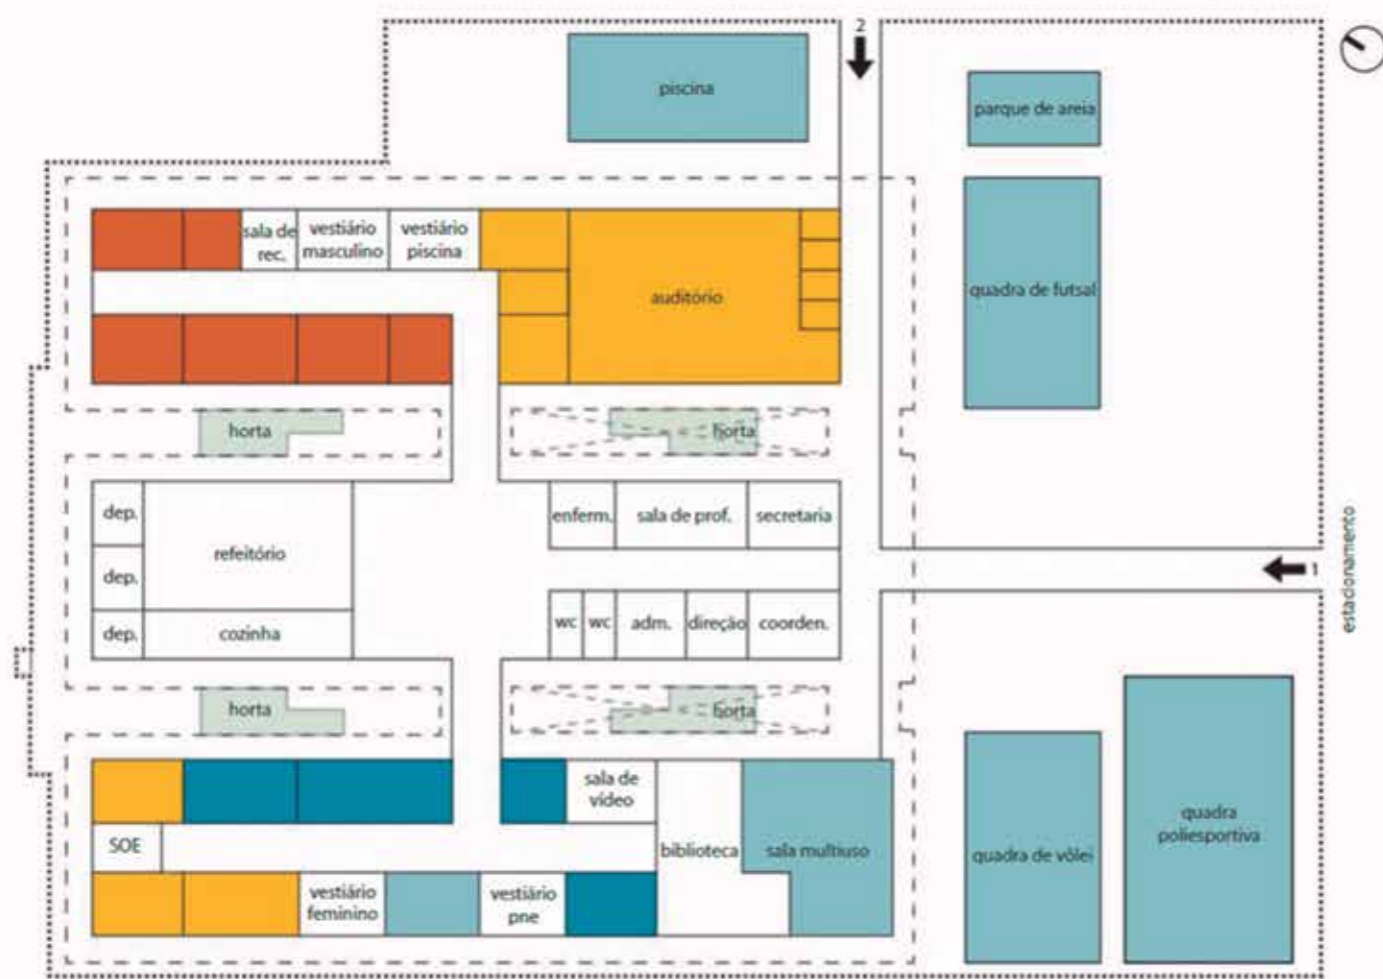 2
piscina
parque de areia
sala de
rec.
vestiário
masculino
vestiário
piscina
auditório
quadra de futsal
horta
horta
dep.
refeitório
enferm.
sala de prof.
secretaria
dep.
1
estacionamento
dep.
cozinha
wc
wc
adm.
direção
coorden.
horta
horta
sala de
vídeo
SOE
biblioteca
sala multiuso
quadra de vôlei
quadra
poliesportiva
vestiário
feminino
vestiário
pne